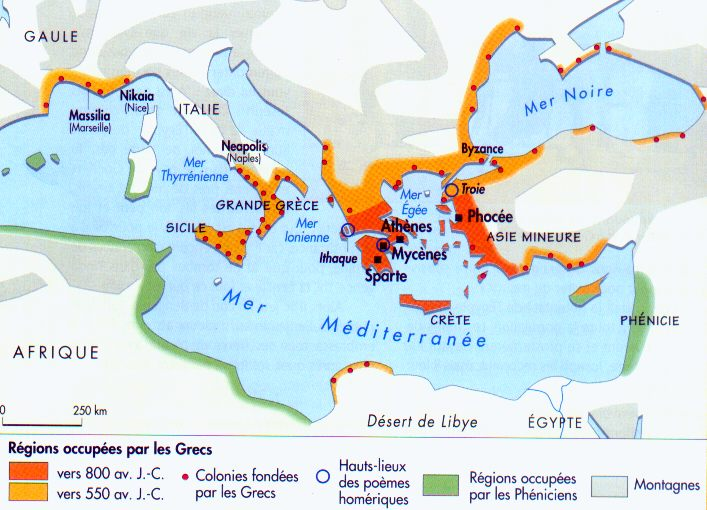 GAULE
Nikaia
(Nice)
Massilia
(Marseille)
ITALIE
Mer Noire
Neapolis
(Naples)
Byzance
Mer
Thyrrénienne
Mer
Égée
Troie
GRANDE GRÈCE
Phocée
SICILE
Mer
Ionienne
Athènes
ASIE MINEURE
Ithaque
Mycènes
Sparte
Mer Méditerranée
CRÈTE
PHÉNICIE
AFRIQUE
0 250 km
Désert de Libye
ÉGYPTE
Régions occupées par les Grecs
vers 800 av. J.-C.
vers 550 av. J.-C.
Colonies fondées
par les Grecs
Hauts-lieux
des poèmes
homériques
Régions occupées
par les Phéniciens
Montagnes